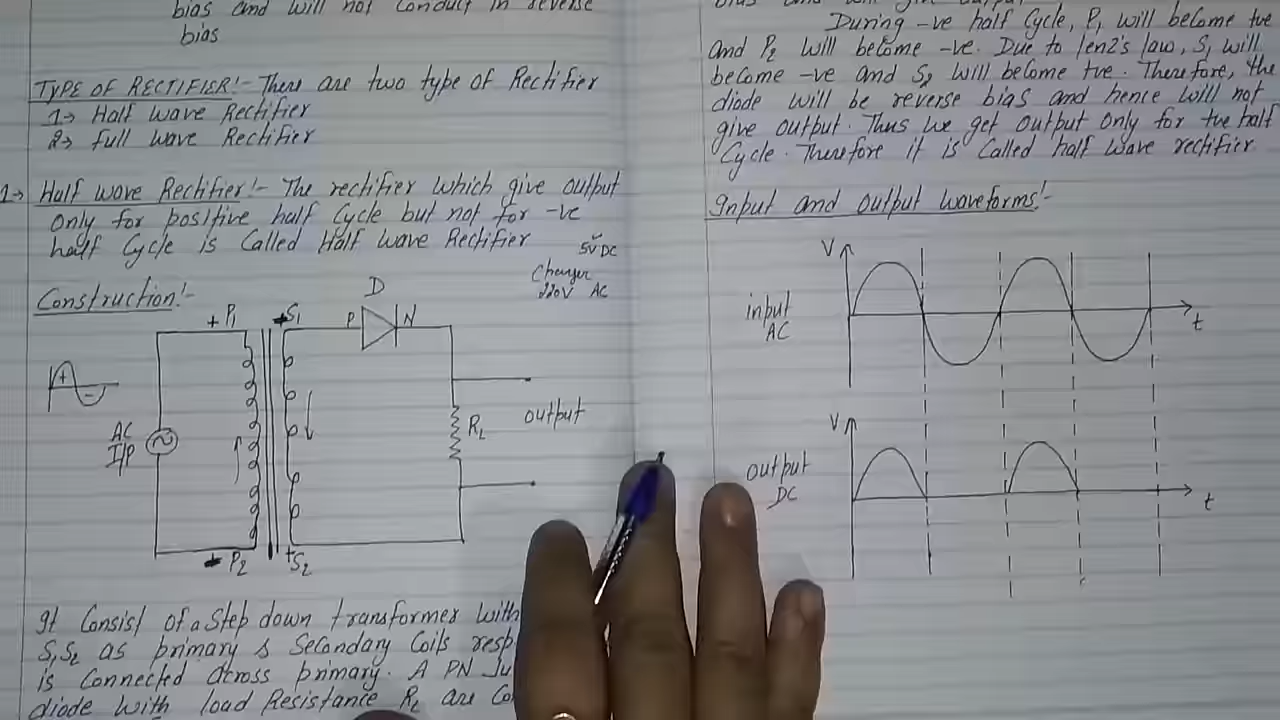 bias and will not conduct in reverse
bias
TYPE OF RECTIFIER!- There are two type of Rectifier
1→ Half wave Rectifier
2→ full wave Rectifier
1→ Half wave Rectifier!- The rectifier which give output
only for positive half Cycle but not for -ve
half Cycle is Called Half Wave Rectifier
5V DC
Charger
220V AC
Construction!-
D
+ P1
S1
P
N
+
-
AC
I/P
RL
output
P2
+S2
It Consist of a Step down transformer with
S1S2 as primary & Secondary Coils resp
is Connected across primary. A PN Ju
diode with load Resistance RL are Co
During -ve half Cycle, P1 will become +ve
and P2 will become -ve. Due to lenz's law, S1 will
become -ve and S2 will become +ve. Therefore, the
diode will be reverse bias and hence will not
give output. Thus we get output only for +ve half
Cycle. Therefore it is Called half wave rectifier
Input and output waveforms!-
V
input
AC
t
V
output
DC
t